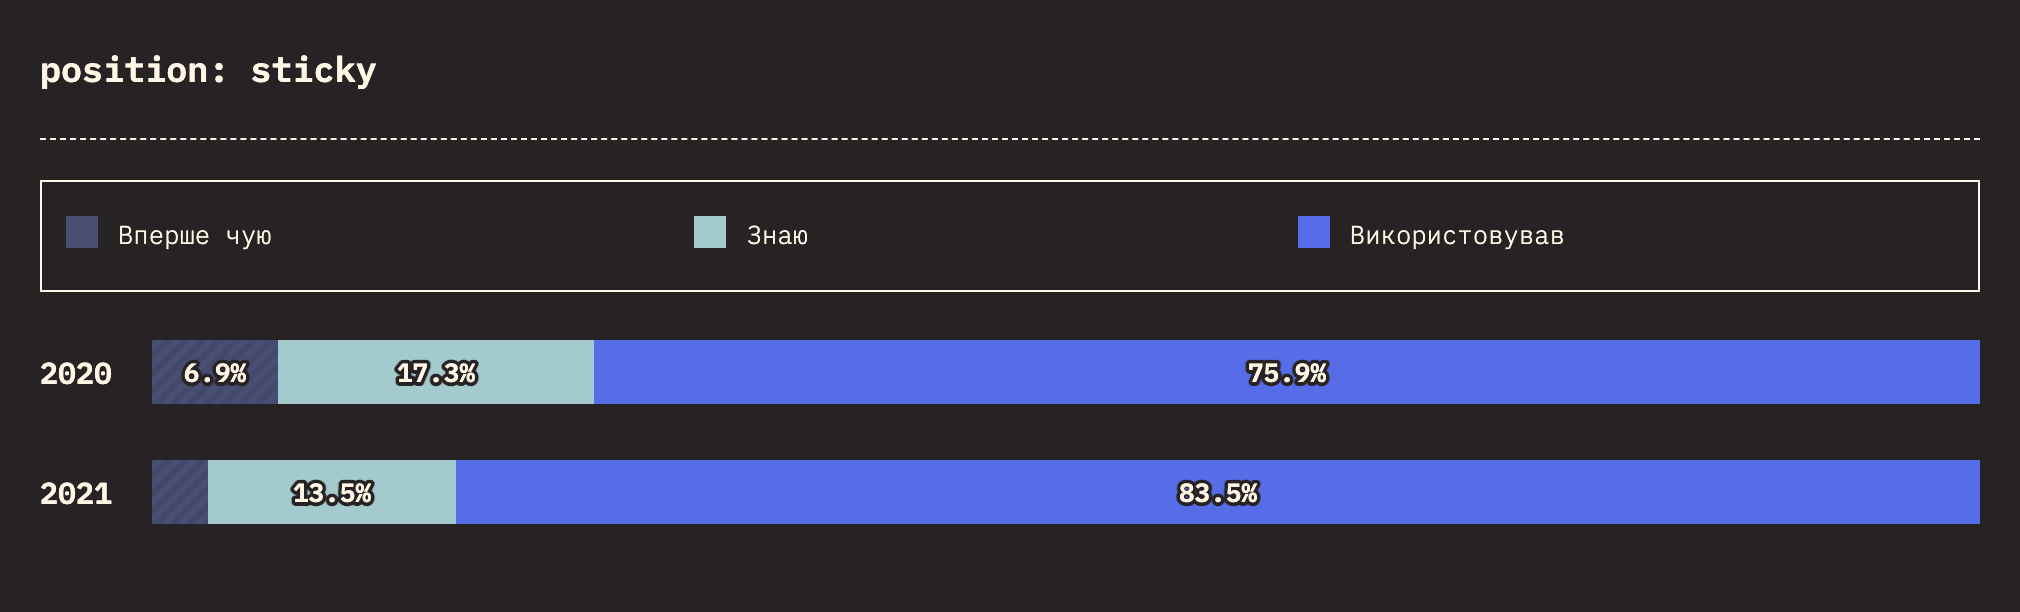 position: sticky
Вперше чую
Знаю
Використовував
2020
6.9%
17.3%
75.9%
2021
13.5%
83.5%